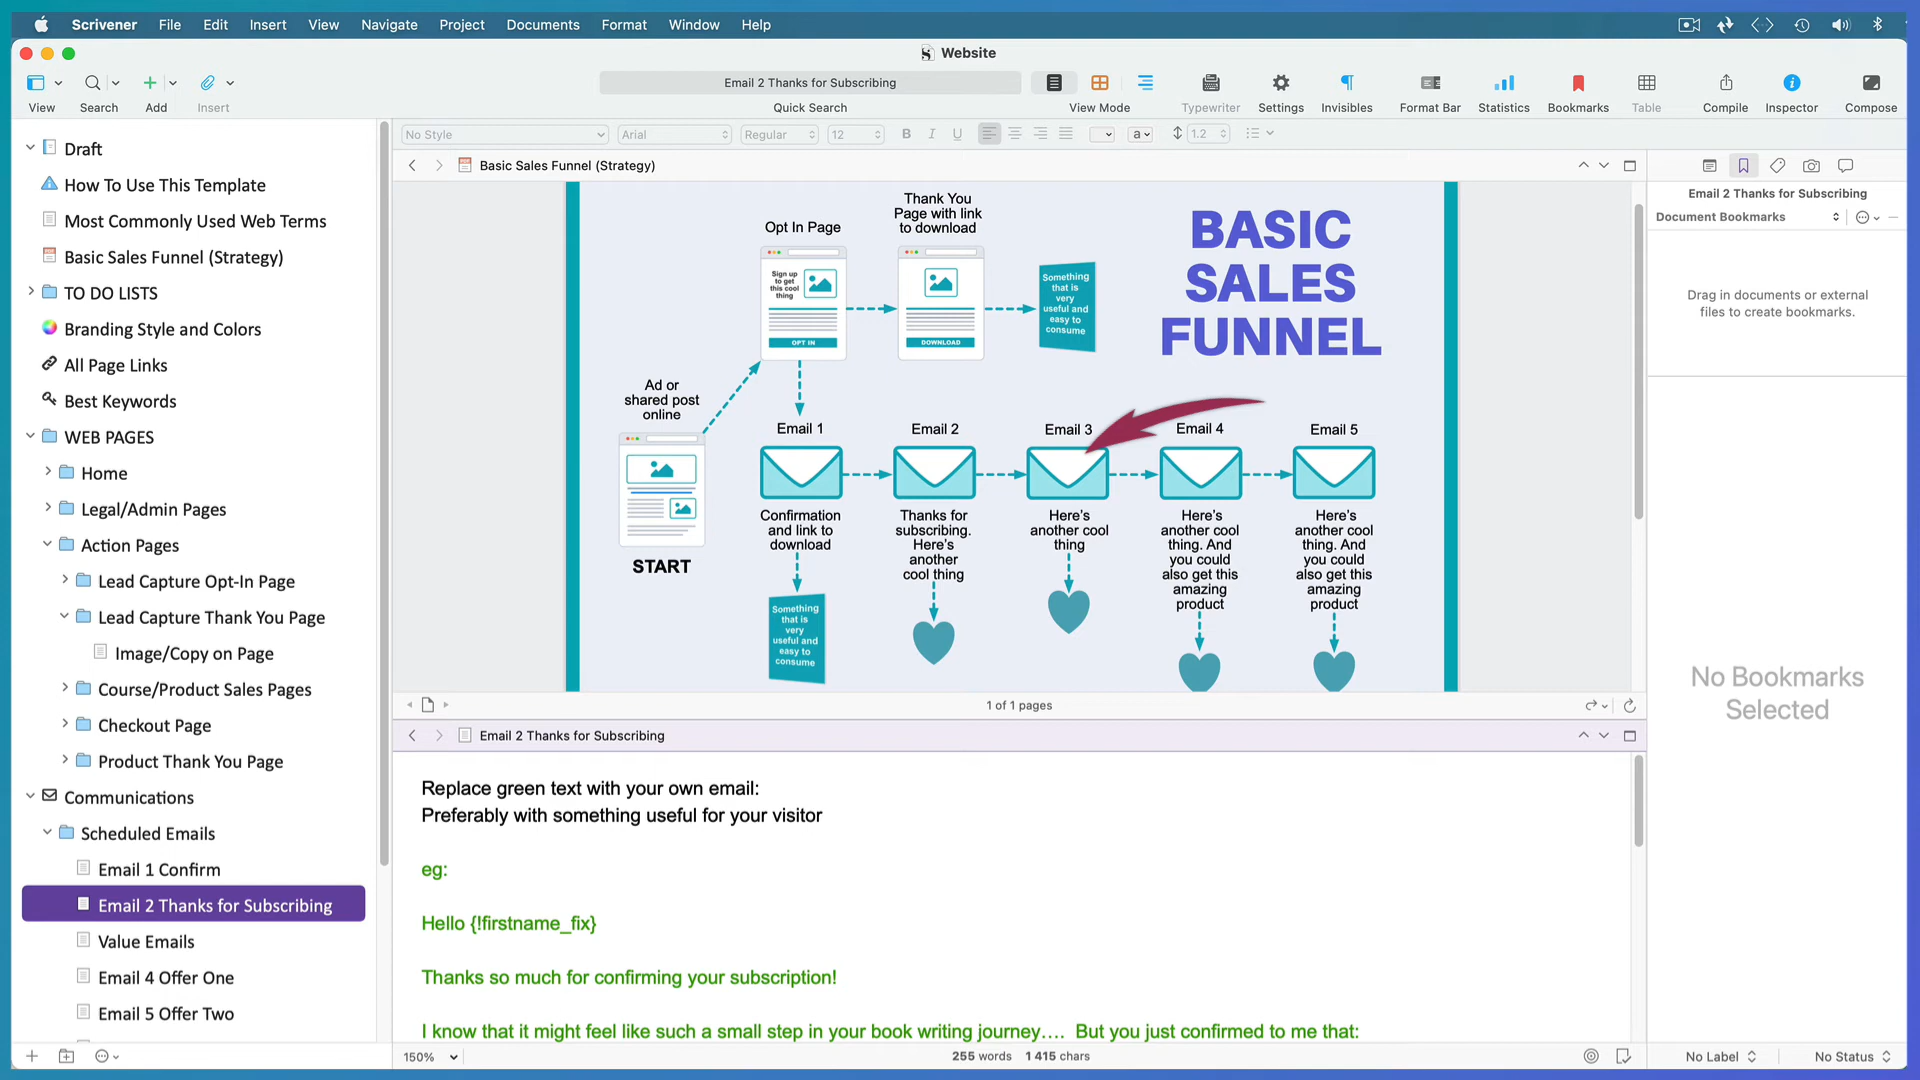 Scrivener File Edit Insert View Navigate Project Documents Format Window Help
Website
View Search Add Insert
Email 2 Thanks for Subscribing
Quick Search
View Mode Typewriter Settings Invisibles Format Bar Statistics Bookmarks Table Compile Inspector Compose
No Style Arial Regular 12 B I U a 1.2
Draft
How To Use This Template
Most Commonly Used Web Terms
Basic Sales Funnel (Strategy)
TO DO LISTS
Branding Style and Colors
All Page Links
Best Keywords
WEB PAGES
Home
Legal/Admin Pages
Action Pages
Lead Capture Opt-In Page
Lead Capture Thank You Page
Image/Copy on Page
Course/Product Sales Pages
Checkout Page
Product Thank You Page
Communications
Scheduled Emails
Email 1 Confirm
Email 2 Thanks for Subscribing
Value Emails
Email 4 Offer One
Email 5 Offer Two
Basic Sales Funnel (Strategy)
BASIC
SALES
FUNNEL
Opt In Page
Sign up
to get
this cool
thing
OPT IN
Thank You
Page with link
to download
DOWNLOAD
Something
that is
very
useful and
easy to
consume
Ad or
shared post
online
START
Email 1
Confirmation
and link to
download
Something
that is
very
useful and
easy to
consume
Email 2
Thanks for
subscribing.
Here's
another
cool thing
Email 3
Here's
another cool
thing
Email 4
Here's
another cool
thing. And
you could
also get this
amazing
product
Email 5
Here's
another cool
thing. And
you could
also get this
amazing
product
1 of 1 pages
Email 2 Thanks for Subscribing
Replace green text with your own email:
Preferably with something useful for your visitor
eg:
Hello {!firstname_fix}
Thanks so much for confirming your subscription!
I know that it might feel like such a small step in your book writing journey…. But you just confirmed to me that:
150%
255 words 1 415 chars
Email 2 Thanks for Subscribing
Document Bookmarks
Drag in documents or external
files to create bookmarks.
No Bookmarks
Selected
No Label No Status